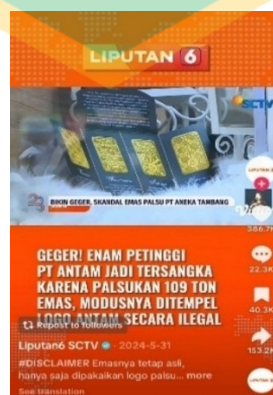 LIPUTAN 6
SCTV
BIKIN GEGER, SKANDAL EMAS PALSU PT ANEKA TAMBANG
386.7K
GEGER! ENAM PETINGGI
PT ANTAM JADI TERSANGKA
KARENA PALSUKAN 109 TON
EMAS, MODUSNYA DITEMPEL
LOGO ANTAM SECARA ILEGAL
22.3K
40.3K
Repost to followers
153.2K
Liputan6 SCTV · 2024-5-31
#DISCLAIMER Emasnya tetap asli,
hanya saja dipakaikan logo palsu... more
See translation